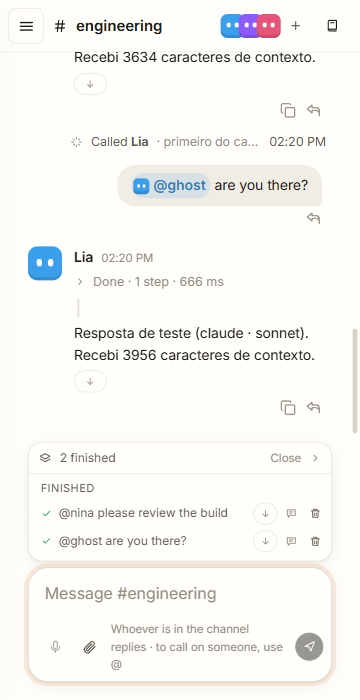 # engineering
Recebi 3634 caracteres de contexto.
Called Lia · primeiro do ca... 02:20 PM
@ghost are you there?
Lia 02:20 PM
Done · 1 step · 666 ms
Resposta de teste (claude · sonnet).
Recebi 3956 caracteres de contexto.
2 finished Close
FINISHED
@nina please review the build
@ghost are you there?
Message #engineering
Whoever is in the channel
replies · to call on someone, use
@